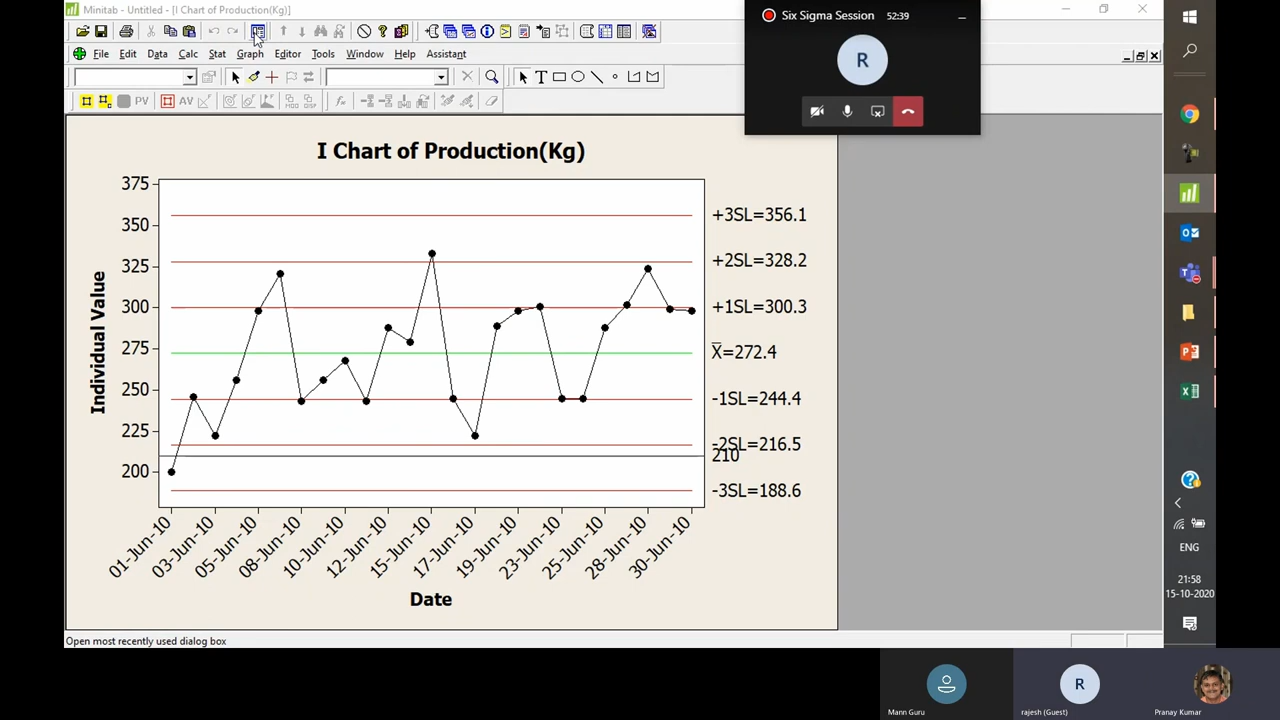 Minitab - Untitled - [I Chart of Production(Kg)]
Six Sigma Session 52:39
R
File Edit Data Calc Stat Graph Editor Tools Window Help Assistant
PV AV
I Chart of Production(Kg)
375
350
325
300
275
250
225
200
Individual Value
+3SL=356.1
+2SL=328.2
+1SL=300.3
X̅=272.4
-1SL=244.4
-2SL=216.5
210
-3SL=188.6
01-Jun-10
03-Jun-10
05-Jun-10
08-Jun-10
10-Jun-10
12-Jun-10
15-Jun-10
17-Jun-10
19-Jun-10
23-Jun-10
25-Jun-10
28-Jun-10
30-Jun-10
Date
Open most recently used dialog box
ENG
21:58
15-10-2020
R
Mann Guru
rajesh (Guest)
Pranay Kumar